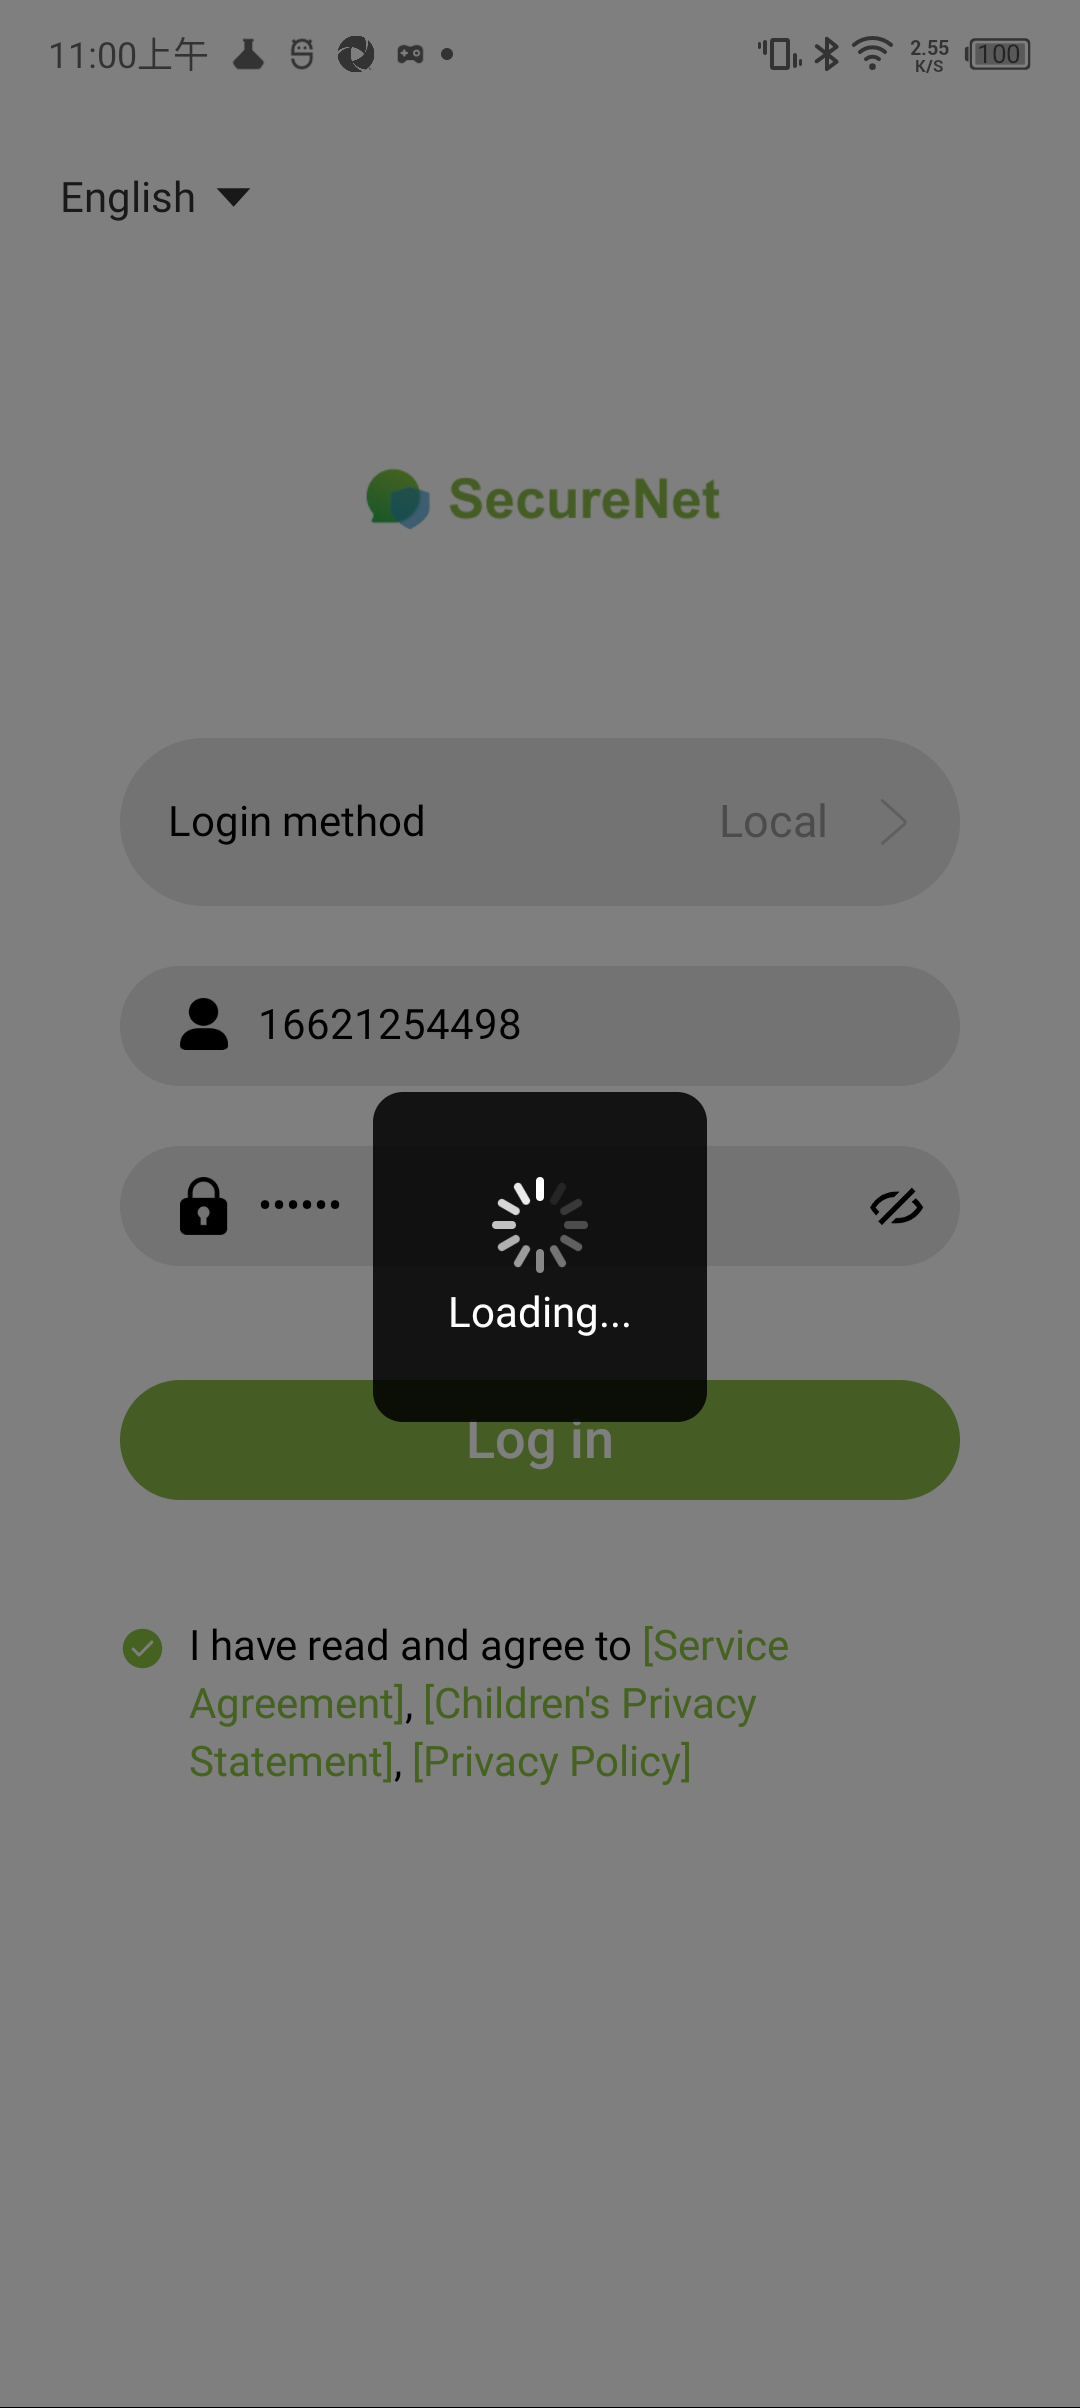 11:00上午
2.55
K/S
100
English
SecureNet
Login method
Local
16621254498
••••••
Loading...
Log in
I have read and agree to [Service
Agreement], [Children's Privacy
Statement], [Privacy Policy]